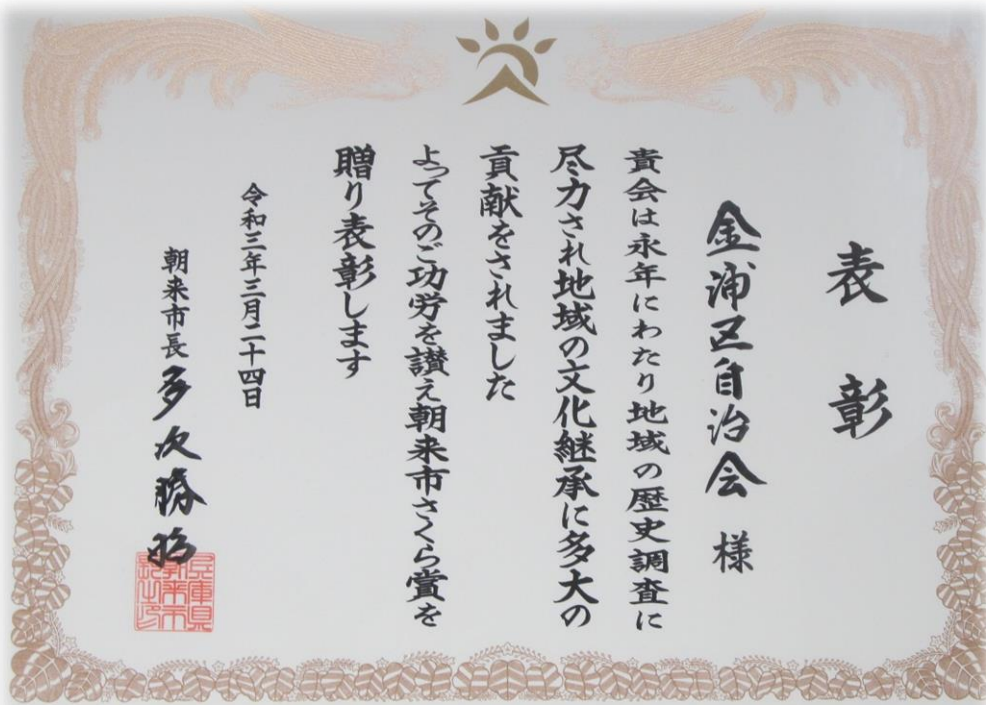 表彰
金浦区自治会 様
貴会は永年にわたり地域の歴史調査に
尽力され地域の文化継承に多大の
貢献をされました
よってそのご功労を讃え朝来市さくら賞を
贈り表彰します
令和三年三月二十四日
朝来市長 多次勝昭